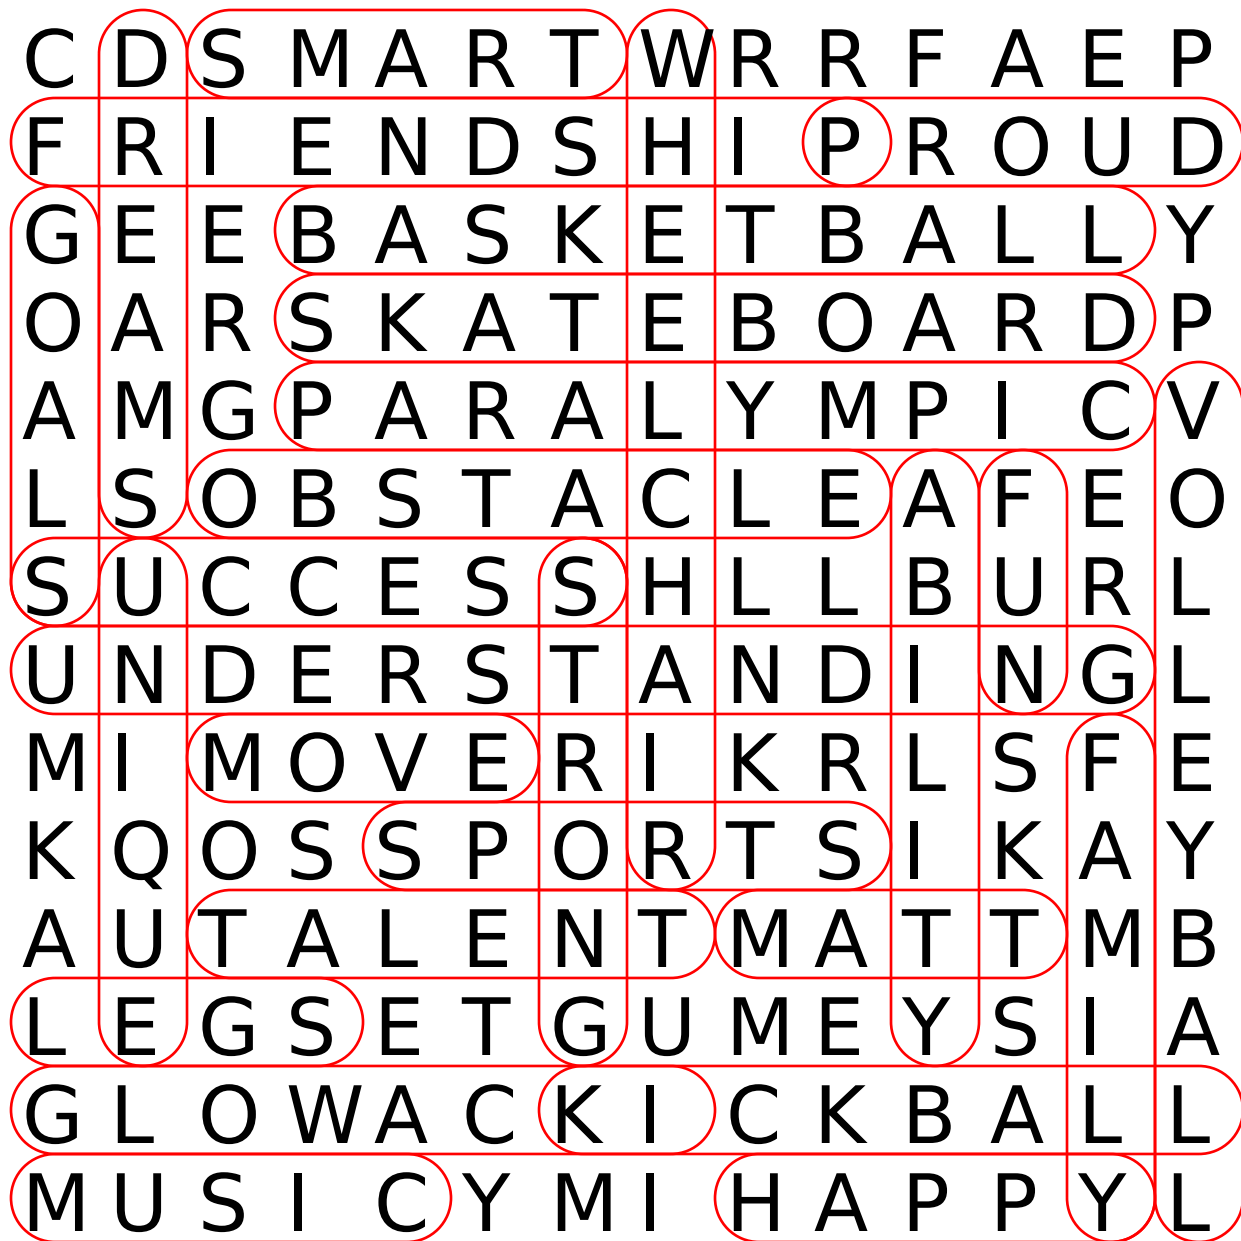 C D S M A R T W R R F A E P
F R I E N D S H I P R O U D
G E E B A S K E T B A L L Y
O A R S K A T E B O A R D P
A M G P A R A L Y M P I C V
L S O B S T A C L E A F E O
S U C C E S S H L L B U R L
U N D E R S T A N D I N G L
M I M O V E R I K R L S F E
K Q O S S P O R T S I K A Y
A U T A L E N T M A T T M B
L E G S E T G U M E Y S I A
G L O W A C K I C K B A L L
M U S I C Y M I H A P P Y L